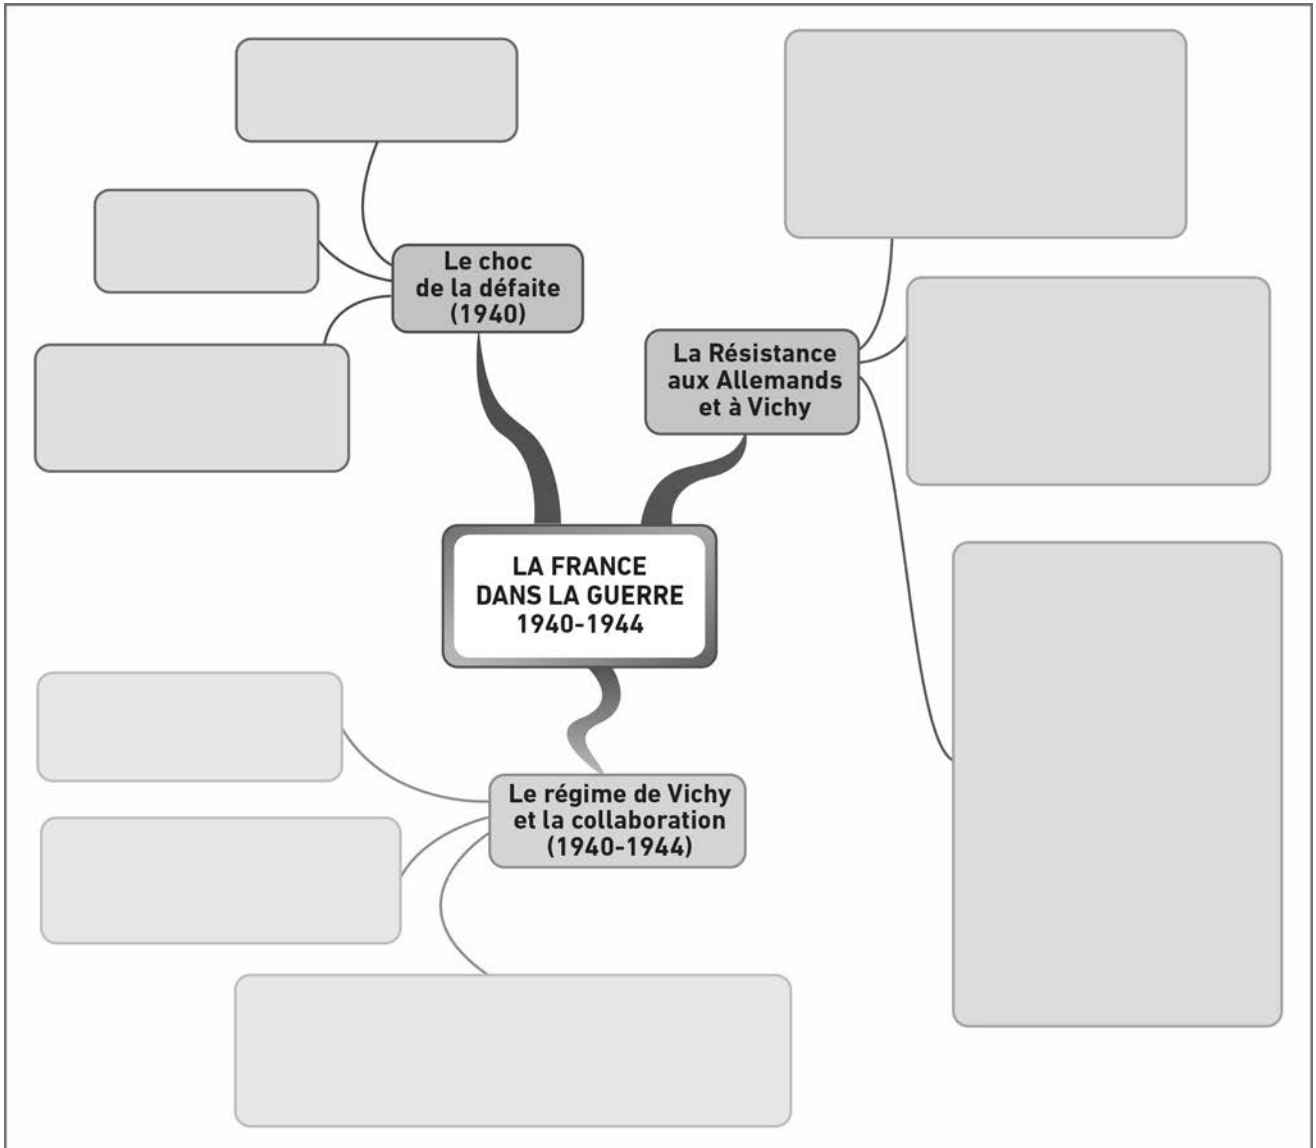 Le choc
de la défaite
(1940)
La Résistance
aux Allemands
et à Vichy
LA FRANCE
DANS LA GUERRE
1940-1944
Le régime de Vichy
et la collaboration
(1940-1944)